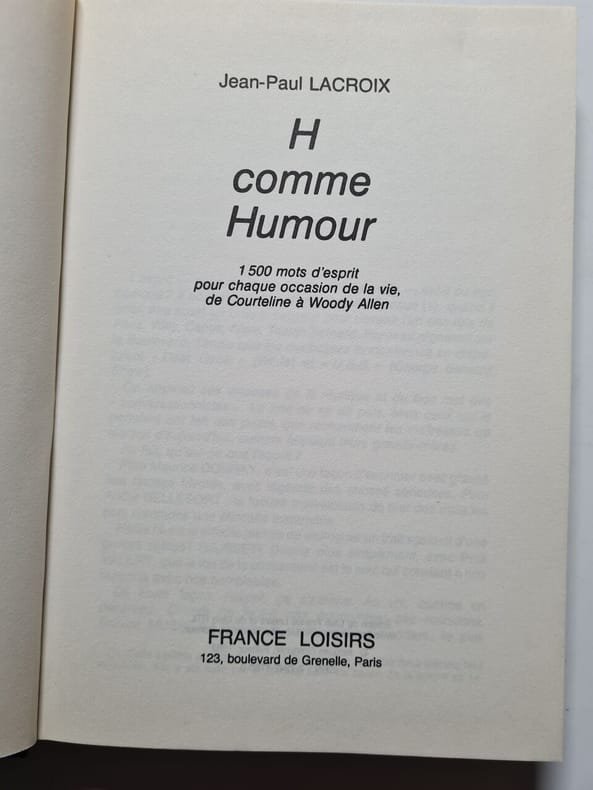 Jean-Paul LACROIX
H
comme
Humour
1 500 mots d'esprit
pour chaque occasion de la vie,
de Courteline à Woody Allen
FRANCE LOISIRS
123, boulevard de Grenelle, Paris